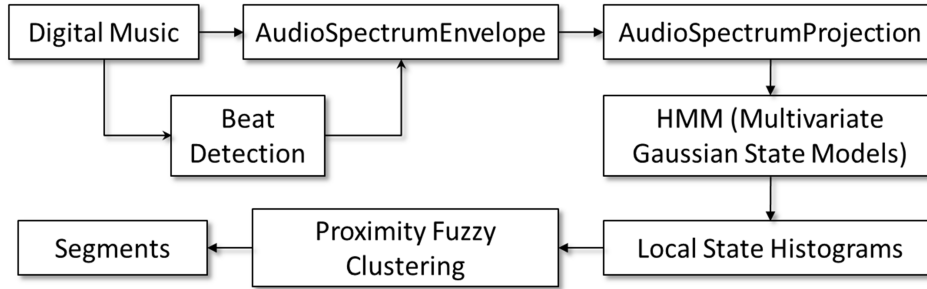 Digital Music
AudioSpectrumEnvelope
AudioSpectrumProjection
Beat
Detection
HMM (Multivariate
Gaussian State Models)
Local State Histograms
Proximity Fuzzy
Clustering
Segments